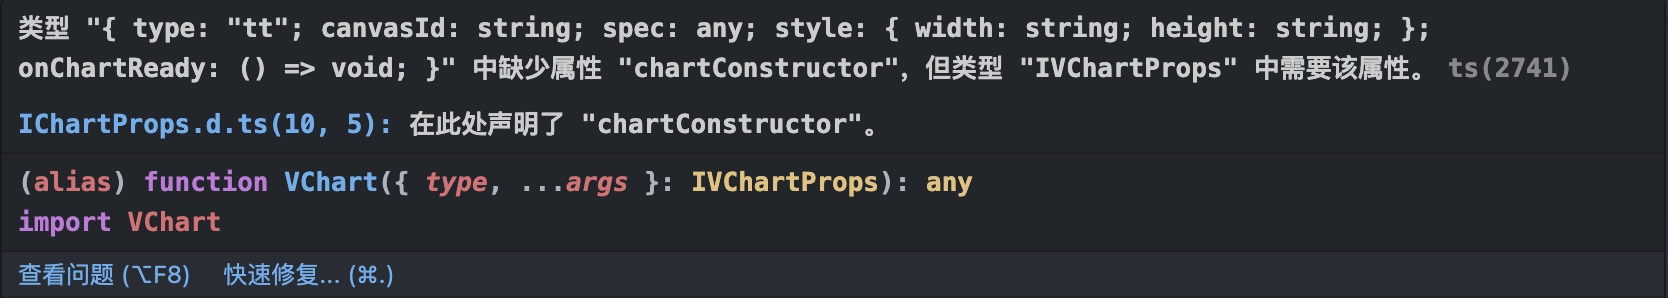 类型 "{ type: "tt"; canvasId: string; spec: any; style: { width: string; height: string; };
onChartReady: () => void; }" 中缺少属性 "chartConstructor"，但类型 "IVChartProps" 中需要该属性。 ts(2741)
IChartProps.d.ts(10, 5): 在此处声明了 "chartConstructor"。
(alias) function VChart({ type, ...args }: IVChartProps): any
import VChart
查看问题 (⌥F8) 快速修复... (⌘.)